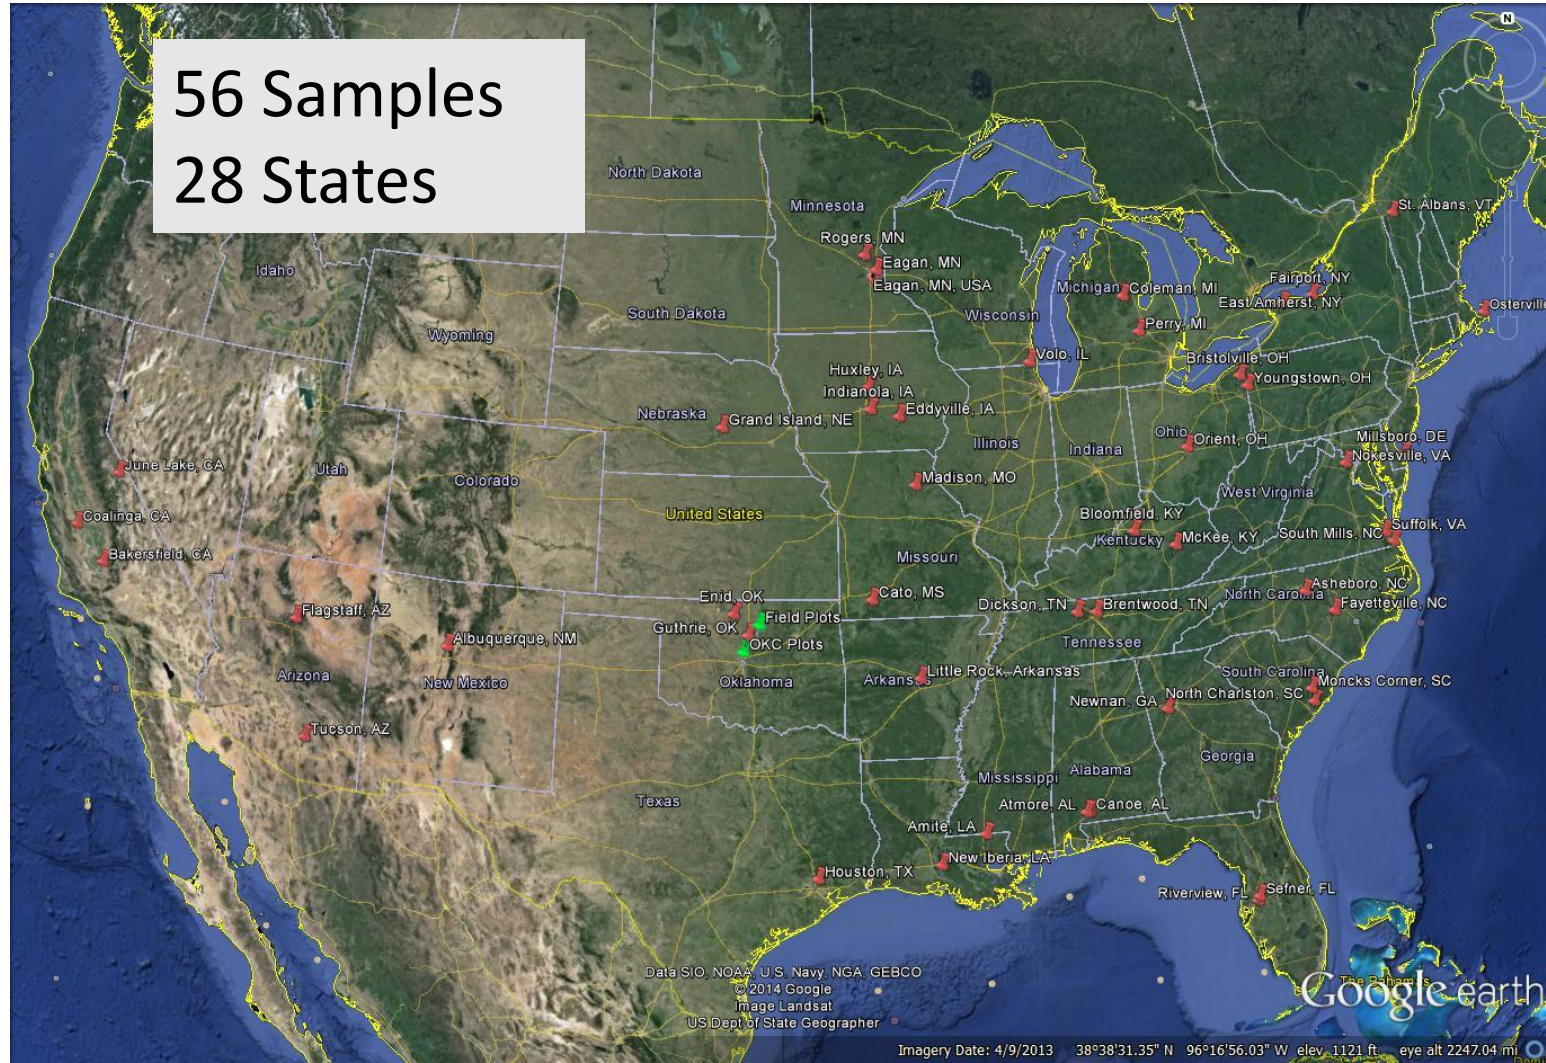 56 Samples
28 States
N
North Dakota
Minnesota
St. Albans, VT
Rogers, MN
Eagan, MN
Eagan, MN, USA
Idaho
Michigan
Coleman, MI
Fairport, NY
East Amherst, NY
Osterville
South Dakota
Wisconsin
Perry, MI
Wyoming
Volo, IL
Bristolville, OH
Youngstown, OH
Huxley, IA
Indianola, IA
Eddyville, IA
Nebraska
Grand Island, NE
Illinois
Indiana
Ohio
Orient, OH
Millsboro, DE
Nokesville, VA
June Lake, CA
Utah
Colorado
Madison, MO
West Virginia
United States
Coalinga, CA
Bloomfield, KY
Kentucky
McKee, KY
South Mills, NC
Suffolk, VA
Bakersfield, CA
Missouri
Asheboro, NC
North Carolina
Fayetteville, NC
Enid, OK
Cato, MS
Dickson, TN
Brentwood, TN
Flagstaff, AZ
Field Plots
Guthrie, OK
OKC Plots
Albuquerque, NM
Tennessee
Arizona
New Mexico
Oklahoma
Arkansas
Little Rock, Arkansas
South Carolina
Moncks Corner, SC
North Charlston, SC
Newnan, GA
Tucson, AZ
Georgia
Mississippi
Alabama
Texas
Atmore, AL
Canoe, AL
Amite, LA
New Iberia, LA
Houston, TX
Riverview, FL
Sefner, FL
Data SIO, NOAA, U.S. Navy, NGA, GEBCO
© 2014 Google
Image Landsat
US Dept of State Geographer
The Bahamas
Google earth
Imagery Date: 4/9/2013 38°38'31.35" N 96°16'56.03" W elev 1121 ft eye alt 2247.04 mi